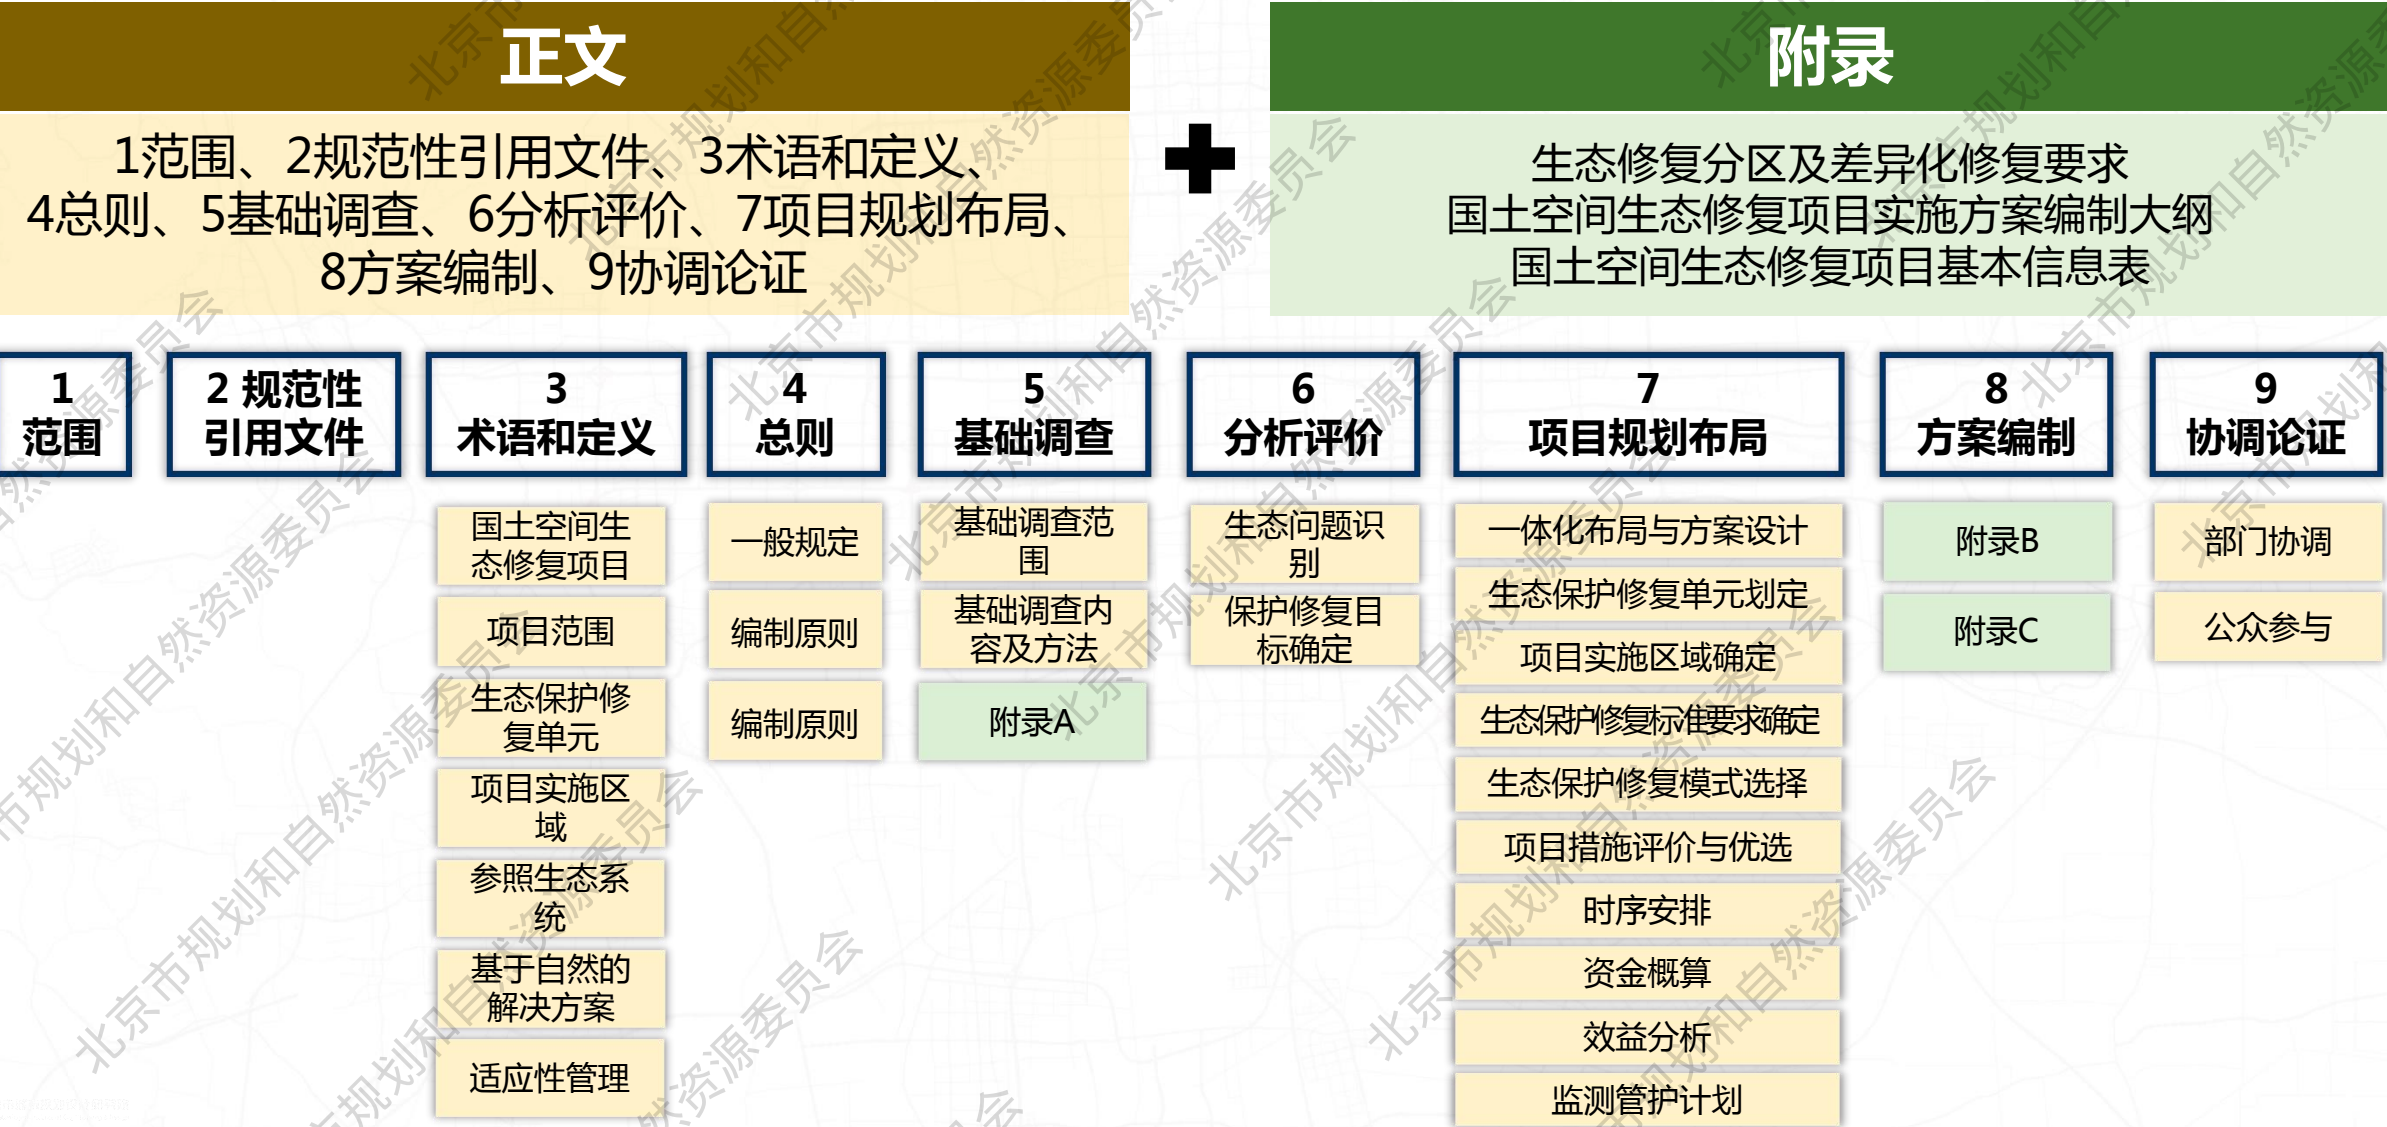 正文
1范围、2规范性引用文件、3术语和定义、
4总则、5基础调查、6分析评价、7项目规划布局、
8方案编制、9协调论证
附录
生态修复分区及差异化修复要求
国土空间生态修复项目实施方案编制大纲
国土空间生态修复项目基本信息表
1
范围
2 规范性
引用文件
3
术语和定义
国土空间生
态修复项目
项目范围
生态保护修
复单元
项目实施区
域
参照生态系
统
基于自然的
解决方案
适应性管理
4
总则
一般规定
编制原则
编制原则
5
基础调查
基础调查范
围
基础调查内
容及方法
附录A
6
分析评价
生态问题识
别
保护修复目
标确定
7
项目规划布局
一体化布局与方案设计
生态保护修复单元划定
项目实施区域确定
生态保护修复标准要求确定
生态保护修复模式选择
项目措施评价与优选
时序安排
资金概算
效益分析
监测管护计划
8
方案编制
附录B
附录C
9
协调论证
部门协调
公众参与
北京市规划和自然资源委员会